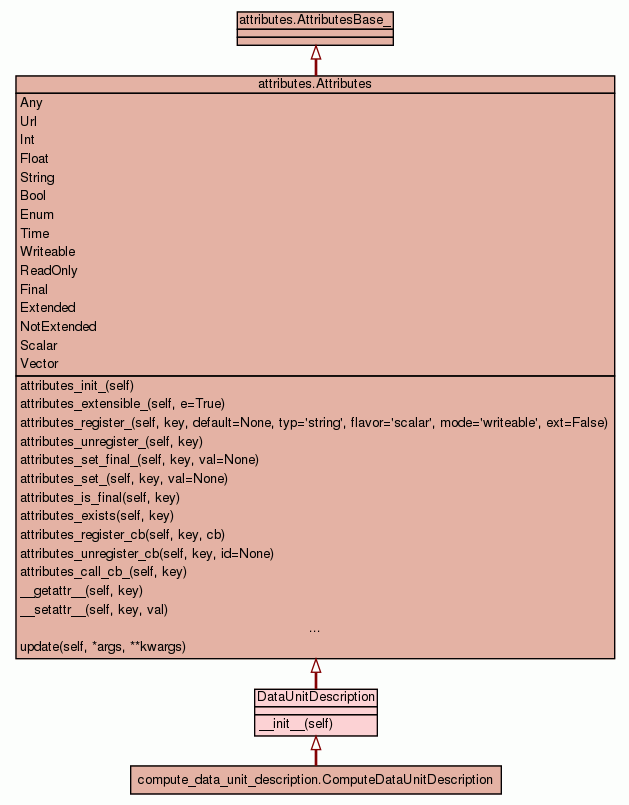 attributes.AttributesBase_
attributes.Attributes
Any
Url
Int
Float
String
Bool
Enum
Time
Writeable
ReadOnly
Final
Extended
NotExtended
Scalar
Vector
attributes_init_(self)
attributes_extensible_(self, e=True)
attributes_register_(self, key, default=None, typ='string', flavor='scalar', mode='writeable', ext=False)
attributes_unregister_(self, key)
attributes_set_final_(self, key, val=None)
attributes_set_(self, key, val=None)
attributes_is_final(self, key)
attributes_exists(self, key)
attributes_register_cb(self, key, cb)
attributes_unregister_cb(self, key, id=None)
attributes_call_cb_(self, key)
__getattr__(self, key)
__setattr__(self, key, val)
...
update(self, *args, **kwargs)
DataUnitDescription
__init__(self)
compute_data_unit_description.ComputeDataUnitDescription